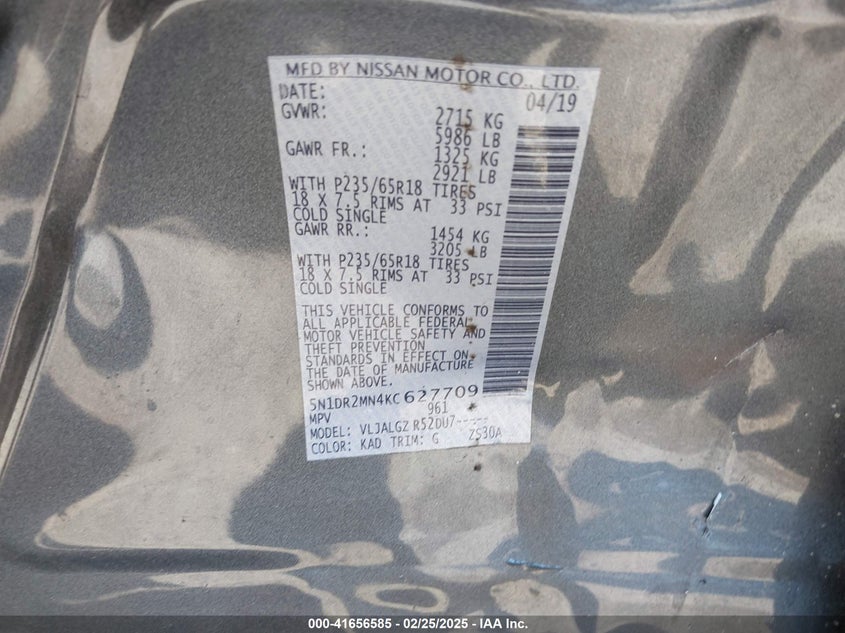 MFD BY NISSAN MOTOR CO., LTD.
DATE: 04/19
GVWR: 2715 KG
5986 LB
GAWR FR.: 1325 KG
2921 LB
WITH P235/65R18 TIRES
18 X 7.5 RIMS AT 33 PSI
COLD SINGLE
GAWR RR.: 1454 KG
3205 LB
WITH P235/65R18 TIRES
18 X 7.5 RIMS AT 33 PSI
COLD SINGLE
THIS VEHICLE CONFORMS TO
ALL APPLICABLE FEDERAL
MOTOR VEHICLE SAFETY AND
THEFT PREVENTION
STANDARDS IN EFFECT ON
THE DATE OF MANUFACTURE
SHOWN ABOVE.
5N1DR2MN4KC627709
MPV 961
MODEL: VLJALGZ R52DU7-----
COLOR: KAD TRIM: G ZS30A
000-41656585 - 02/25/2025 - IAA Inc.